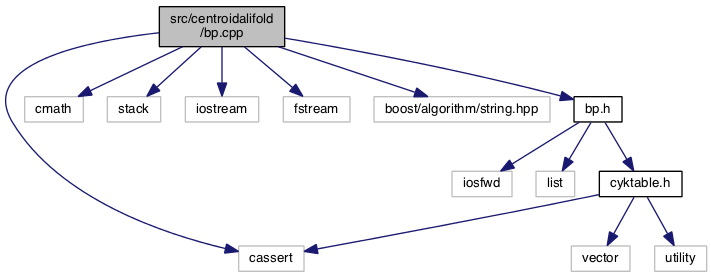 src/centroidalifold
/bp.cpp
cmath
stack
iostream
fstream
boost/algorithm/string.hpp
bp.h
iosfwd
list
cyktable.h
cassert
vector
utility